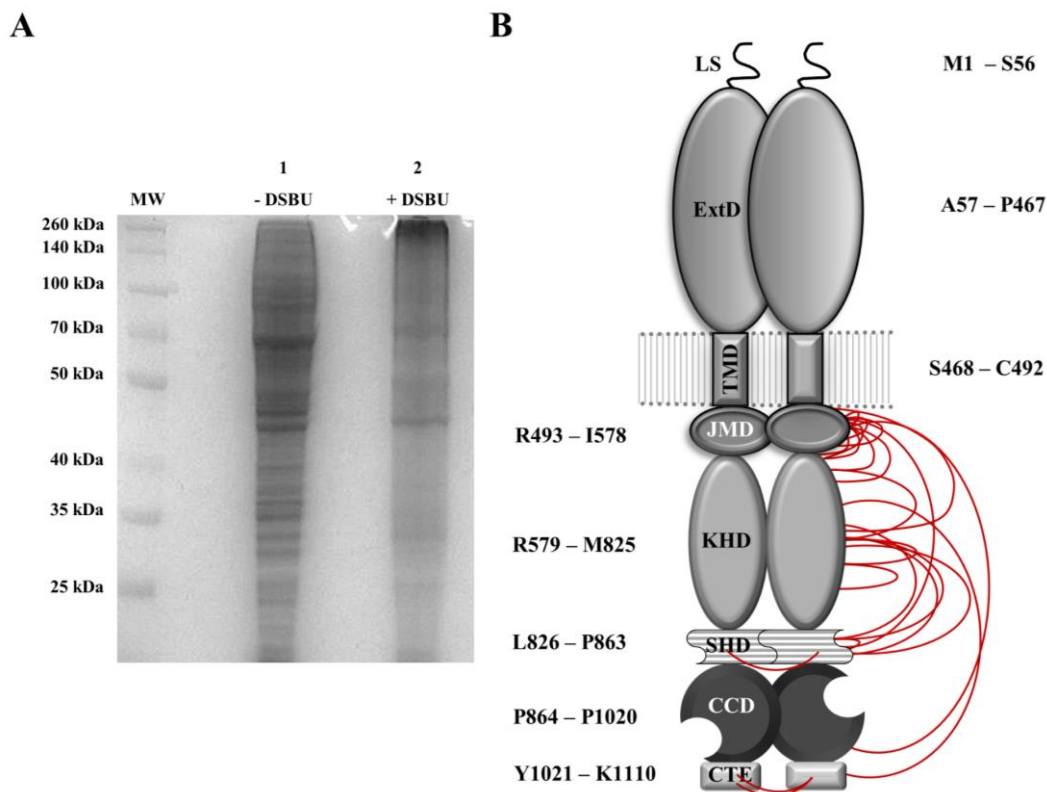 A
1
2
MW
- DSBU
+ DSBU
260 kDa
140 kDa
100 kDa
70 kDa
50 kDa
40 kDa
35 kDa
25 kDa
B
LS
M1 – S56
ExtD
A57 – P467
TMD
S468 – C492
R493 – I578
JMD
R579 – M825
KHD
L826 – P863
SHD
P864 – P1020
CCD
Y1021 – K1110
CTE